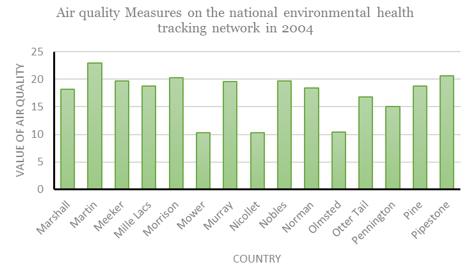 Air quality Measures on the national environmental health
tracking network in 2004
VALUE OF AIR QUALITY
25
20
15
10
5
0
Marshall
Martin
Meeker
Mille Lacs
Morrison
Mower
Murray
Nicollet
Nobles
Norman
Olmsted
Otter Tail
Pennington
Pine
Pipestone
COUNTRY